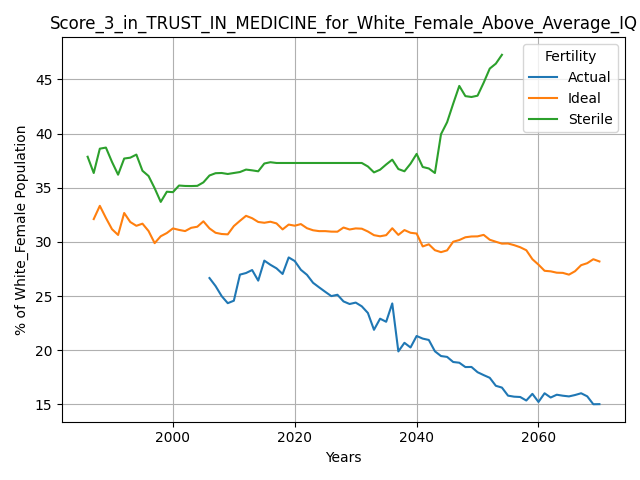 Score_3_in_TRUST_IN_MEDICINE_for_White_Female_Above_Average_IQ
Fertility
Actual
Ideal
Sterile
% of White_Female Population
45
40
35
30
25
20
15
2000
2020
2040
2060
Years